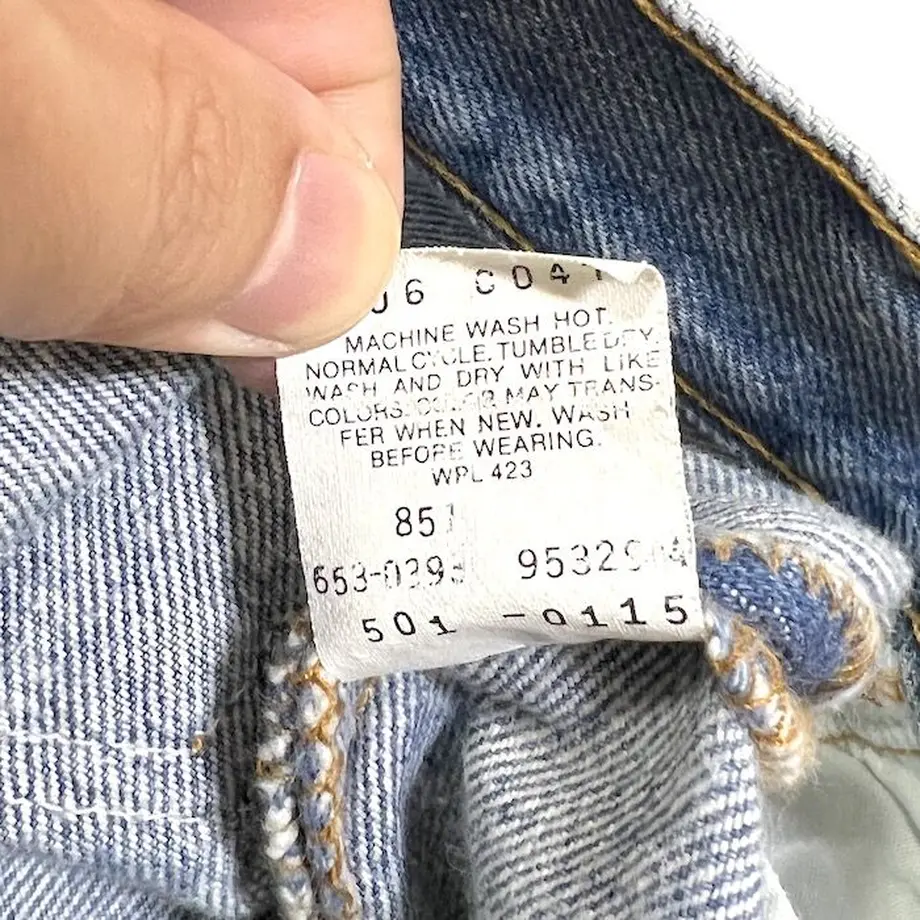 MACHINE WASH HOT.
NORMAL CYCLE. TUMBLE DRY.
WASH AND DRY WITH LIKE
COLORS. COLOR MAY TRANS-
FER WHEN NEW. WASH
BEFORE WEARING.
WPL 423
851
501 -0115